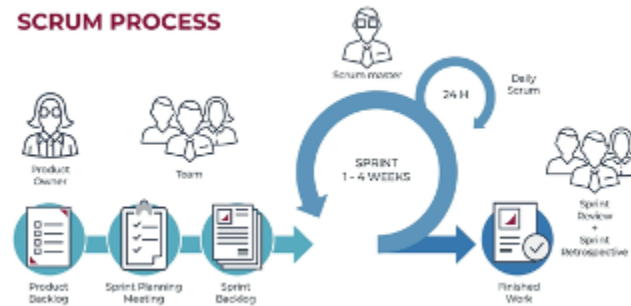 SCRUM PROCESS
Scrum master
24 H
Daily
Scrum
Product
Owner
Team
SPRINT
1 - 4 WEEKS
Sprint
Review
+
Sprint
Retrospective
Product
Backlog
Sprint Planning
Meeting
Sprint
Backlog
Finished
Work